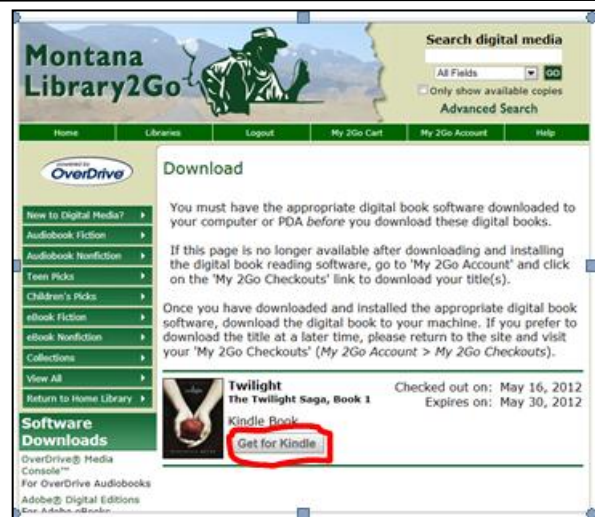 Montana
Library2Go
Search digital media
All Fields
GO
Only show available copies
Advanced Search
Home
Libraries
Logout
My 2Go Cart
My 2Go Account
Help
powered by
OverDrive
New to Digital Media?
Audiobook Fiction
Audiobook Nonfiction
Teen Picks
Children's Picks
eBook Fiction
eBook Nonfiction
Collections
View All
Return to Home Library
Software
Downloads
OverDrive® Media
Console™
For OverDrive Audiobooks
Adobe® Digital Editions
For Adobe eBooks
Download
You must have the appropriate digital book software downloaded to
your computer or PDA before you download these digital books.
If this page is no longer available after downloading and installing
the digital book reading software, go to 'My 2Go Account' and click
on the 'My 2Go Checkouts' link to download your title(s).
Once you have downloaded and installed the appropriate digital book
software, download the digital book to your machine. If you prefer to
download the title at a later time, please return to the site and visit
your 'My 2Go Checkouts' (My 2Go Account > My 2Go Checkouts).
Twilight
The Twilight Saga, Book 1
Kindle Book
Get for Kindle
Checked out on: May 16, 2012
Expires on: May 30, 2012